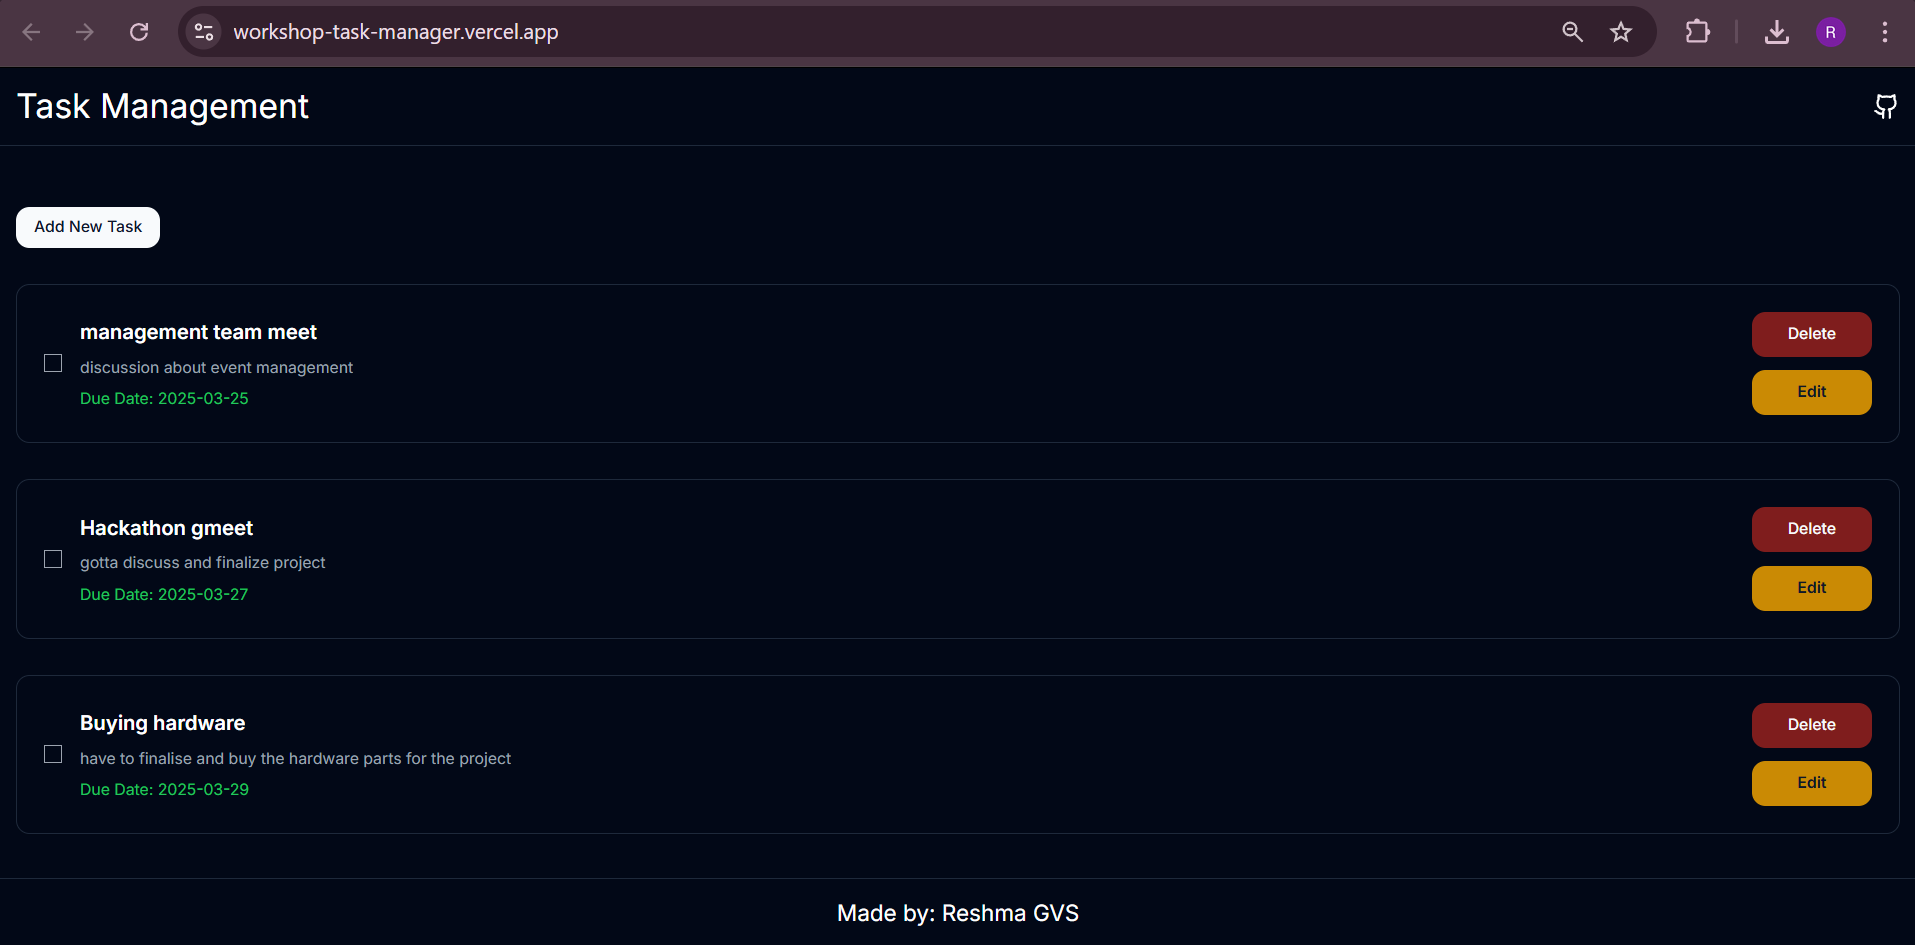 workshop-task-manager.vercel.app
R
Task Management
Add New Task
management team meet
discussion about event management
Due Date: 2025-03-25
Delete
Edit
Hackathon gmeet
gotta discuss and finalize project
Due Date: 2025-03-27
Delete
Edit
Buying hardware
have to finalise and buy the hardware parts for the project
Due Date: 2025-03-29
Delete
Edit
Made by: Reshma GVS